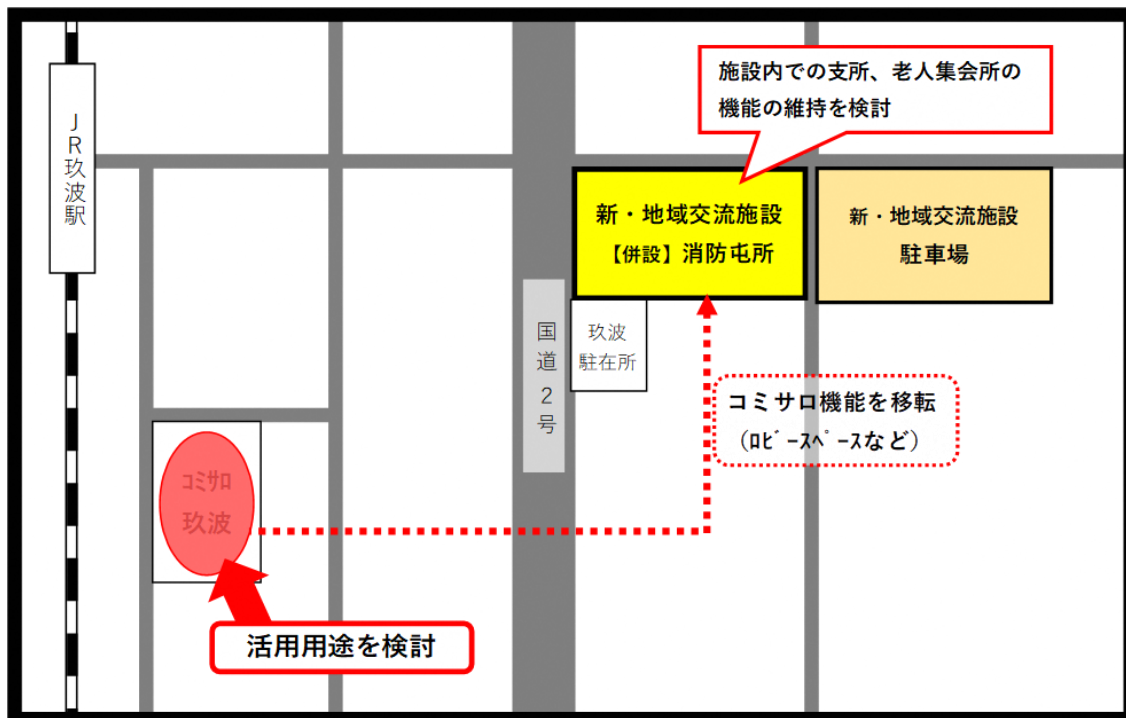 施設内での支所、老人集会所の
機能の維持を検討
JR玖波駅
新・地域交流施設
【併設】消防屯所
新・地域交流施設
駐車場
国道2号
玖波
駐在所
コミサロ機能を移転
（ﾛﾋﾞｰｽﾍﾟｰｽなど）
ｺﾐｻﾛ
玖波
活用用途を検討